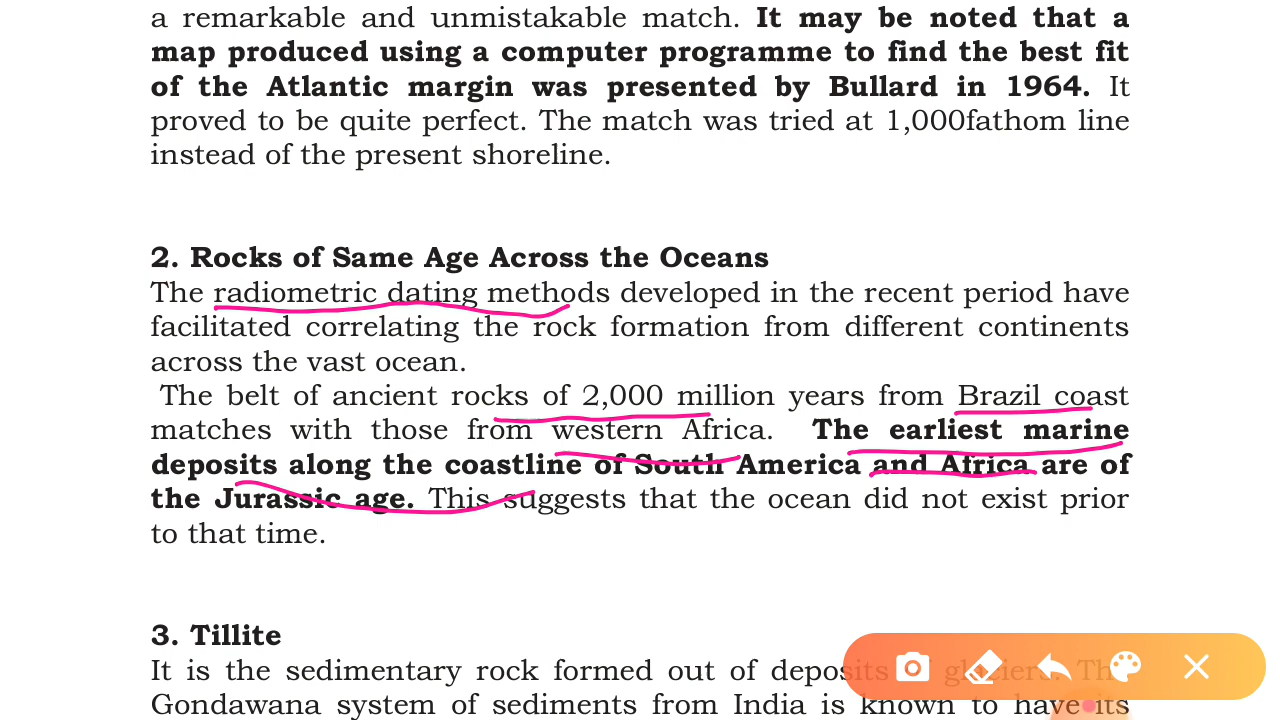 a remarkable and unmistakable match. It may be noted that a
map produced using a computer programme to find the best fit
of the Atlantic margin was presented by Bullard in 1964. It
proved to be quite perfect. The match was tried at 1,000fathom line
instead of the present shoreline.
2. Rocks of Same Age Across the Oceans
The radiometric dating methods developed in the recent period have
facilitated correlating the rock formation from different continents
across the vast ocean.
The belt of ancient rocks of 2,000 million years from Brazil coast
matches with those from western Africa. The earliest marine
deposits along the coastline of South America and Africa are of
the Jurassic age. This suggests that the ocean did not exist prior
to that time.
3. Tillite
It is the sedimentary rock formed out of deposits glaciers. The
Gondawana system of sediments from India is known to have its